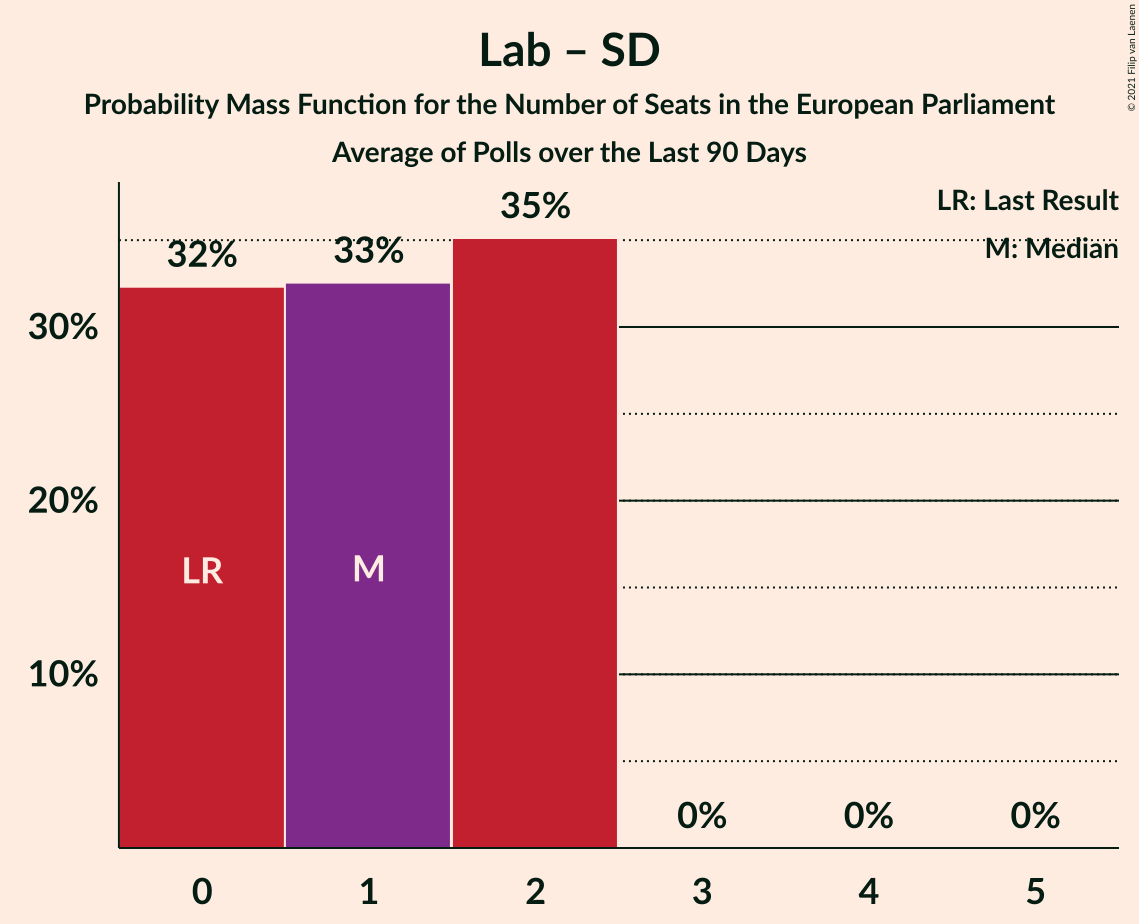 Lab – SD
Probability Mass Function for the Number of Seats in the European Parliament
Average of Polls over the Last 90 Days
© 2021 Filip van Laenen
LR: Last Result
M: Median
35%
32%
33%
30%
20%
10%
LR
M
0%
0%
0%
0
1
2
3
4
5